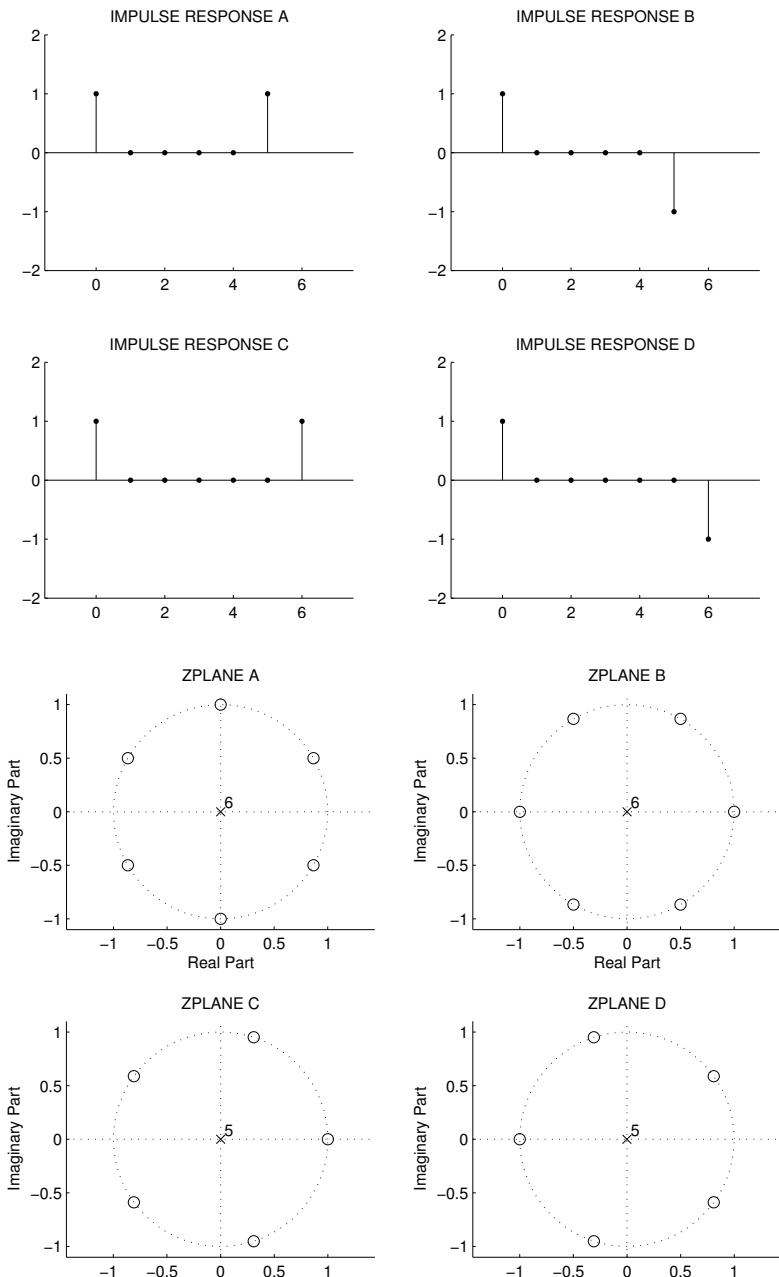 IMPULSE RESPONSE A
2
1
0
−1
−2
0 2 4 6
IMPULSE RESPONSE B
2
1
0
−1
−2
0 2 4 6
IMPULSE RESPONSE C
2
1
0
−1
−2
0 2 4 6
IMPULSE RESPONSE D
2
1
0
−1
−2
0 2 4 6
ZPLANE A
1
0.5
0
−0.5
−1
Imaginary Part
6
−1 −0.5 0 0.5 1
Real Part
ZPLANE B
1
0.5
0
−0.5
−1
Imaginary Part
6
−1 −0.5 0 0.5 1
Real Part
ZPLANE C
1
0.5
0
−0.5
−1
Imaginary Part
5
−1 −0.5 0 0.5 1
ZPLANE D
1
0.5
0
−0.5
−1
Imaginary Part
5
−1 −0.5 0 0.5 1